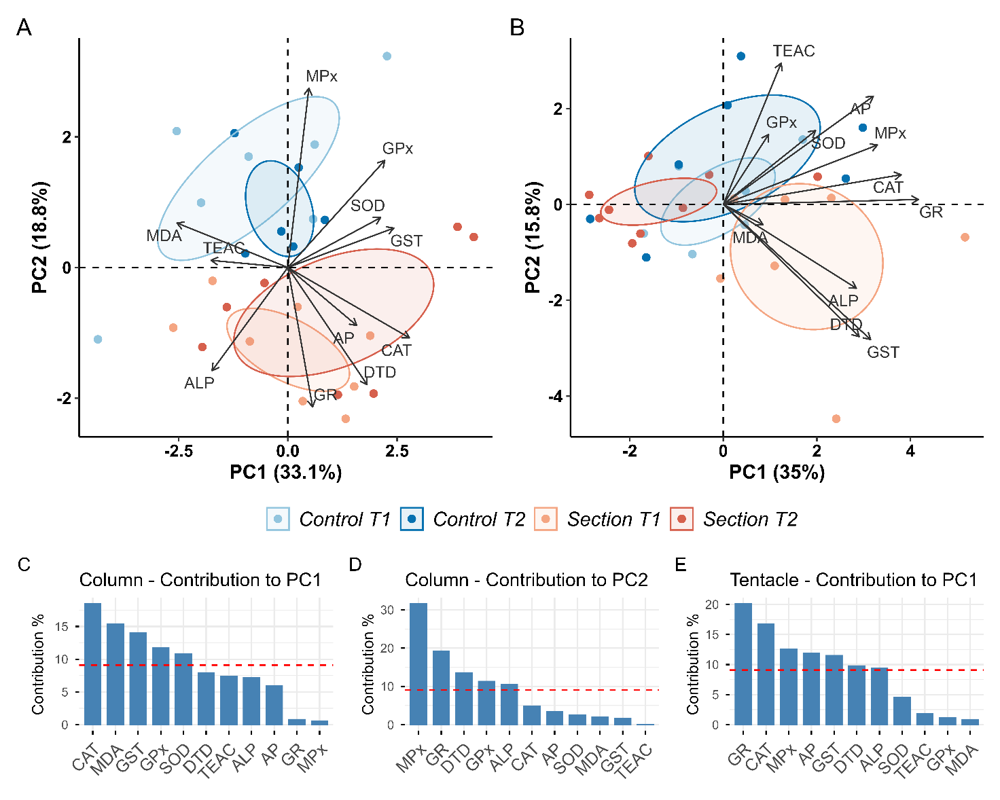 A
B
MPx
GPx
SOD
GST
MDA
TEAC
AP
CAT
DTD
GR
ALP
2
0
-2
-2.5
0.0
2.5
PC2 (18.8%)
PC1 (33.1%)
TEAC
AP
GPx
MPx
SOD
CAT
GR
MDA
ALP
DTD
GST
2
0
-2
-4
-2
0
2
4
PC2 (15.8%)
PC1 (35%)
Control T1
Control T2
Section T1
Section T2
C
Column - Contribution to PC1
Contribution %
15
10
5
0
CAT
MDA
GST
GPx
SOD
DTD
TEAC
ALP
AP
GR
MPx
D
Column - Contribution to PC2
Contribution %
30
20
10
0
MPx
GR
DTD
GPx
ALP
CAT
AP
SOD
MDA
GST
TEAC
E
Tentacle - Contribution to PC1
Contribution %
20
15
10
5
0
GR
CAT
MPx
AP
GST
DTD
ALP
SOD
TEAC
GPx
MDA